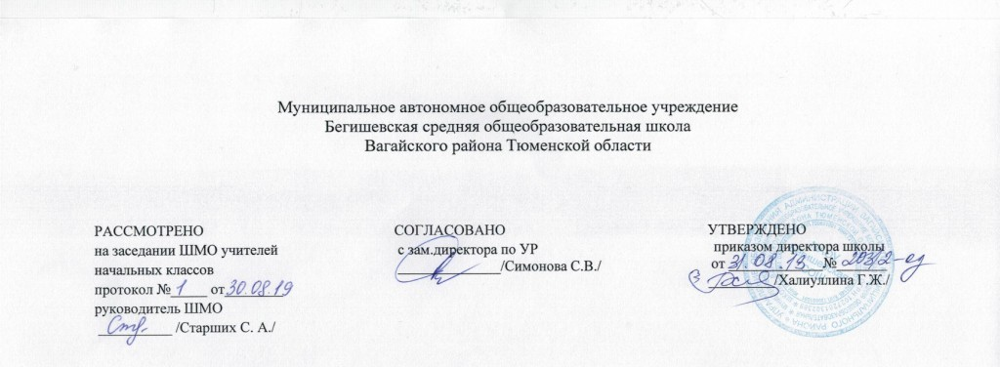 Муниципальное автономное общеобразовательное учреждение
Бегишевская средняя общеобразовательная школа
Вагайского района Тюменской области
РАССМОТРЕНО
на заседании ШМО учителей
начальных классов
протокол № 1 от 30.08.19
руководитель ШМО
/Старших С. А./
СОГЛАСОВАНО
с зам.директора по УР
/Симонова С.В./
УТВЕРЖДЕНО
приказом директора школы
от 31.08.19 №
/Халиуллина Г.Ж./